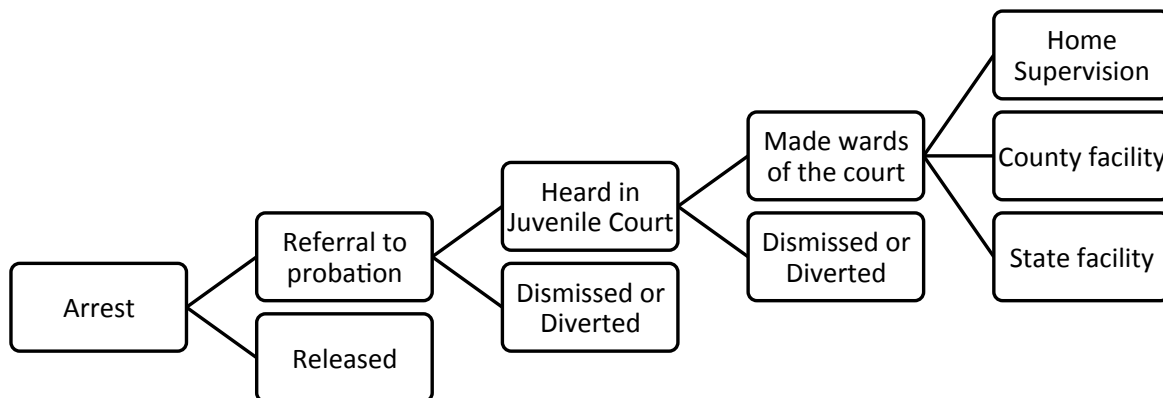 Arrest
Referral to
probation
Released
Heard in
Juvenile Court
Dismissed or
Diverted
Made wards
of the court
Dismissed or
Diverted
Home
Supervision
County facility
State facility